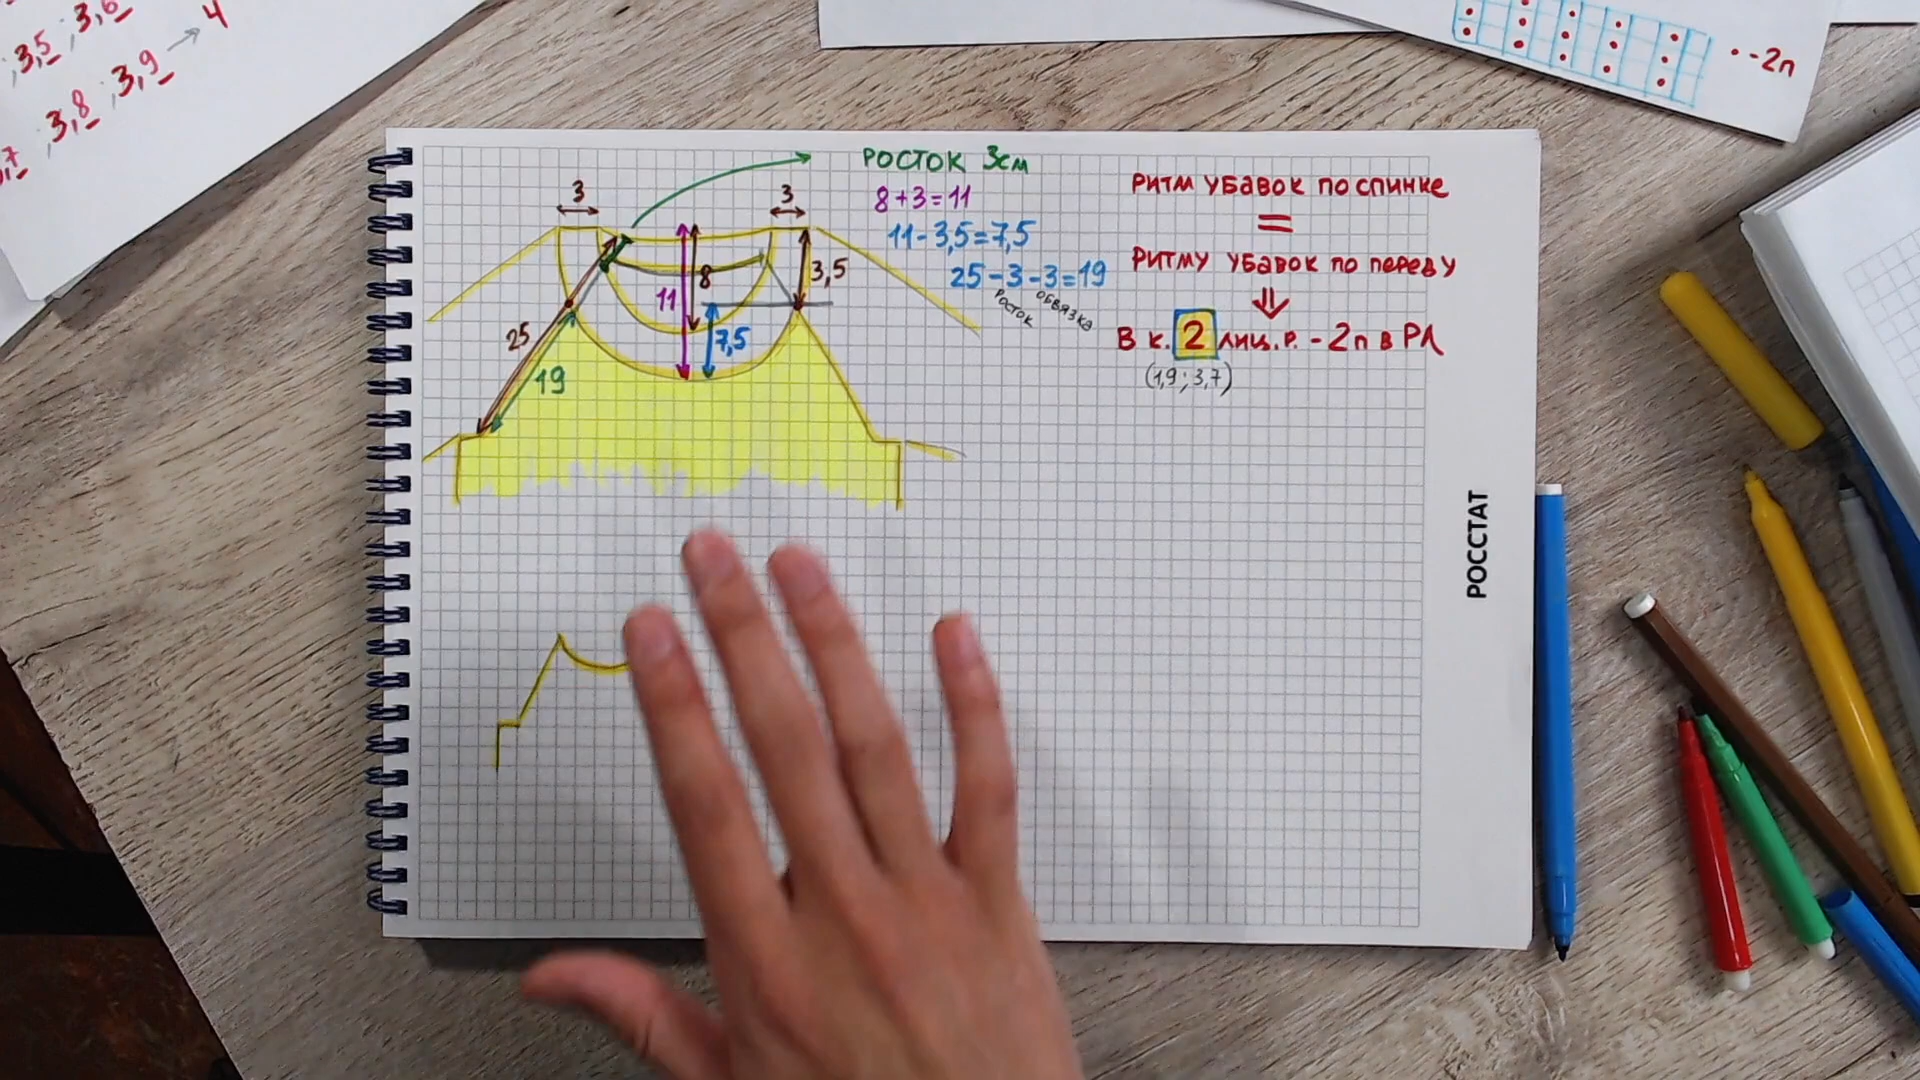 ; 3,5 ; 3,6
3,7 ; 3,8 ; 3,9 → 4
• -2п
РОСТОК 3см
8+3=11
11-3,5=7,5
25-3-3=19
РОСТОК ОБВЯЗКА
3
3
8
3,5
11
7,5
25
19
РИТМ УБАВОК ПО СПИНКЕ
=
РИТМУ УБАВОК ПО ПЕРЕДУ
⇓
В К. 2 ЛИЦ. Р. - 2п в РЛ
(1,9; 3,7)
РОССТАТ